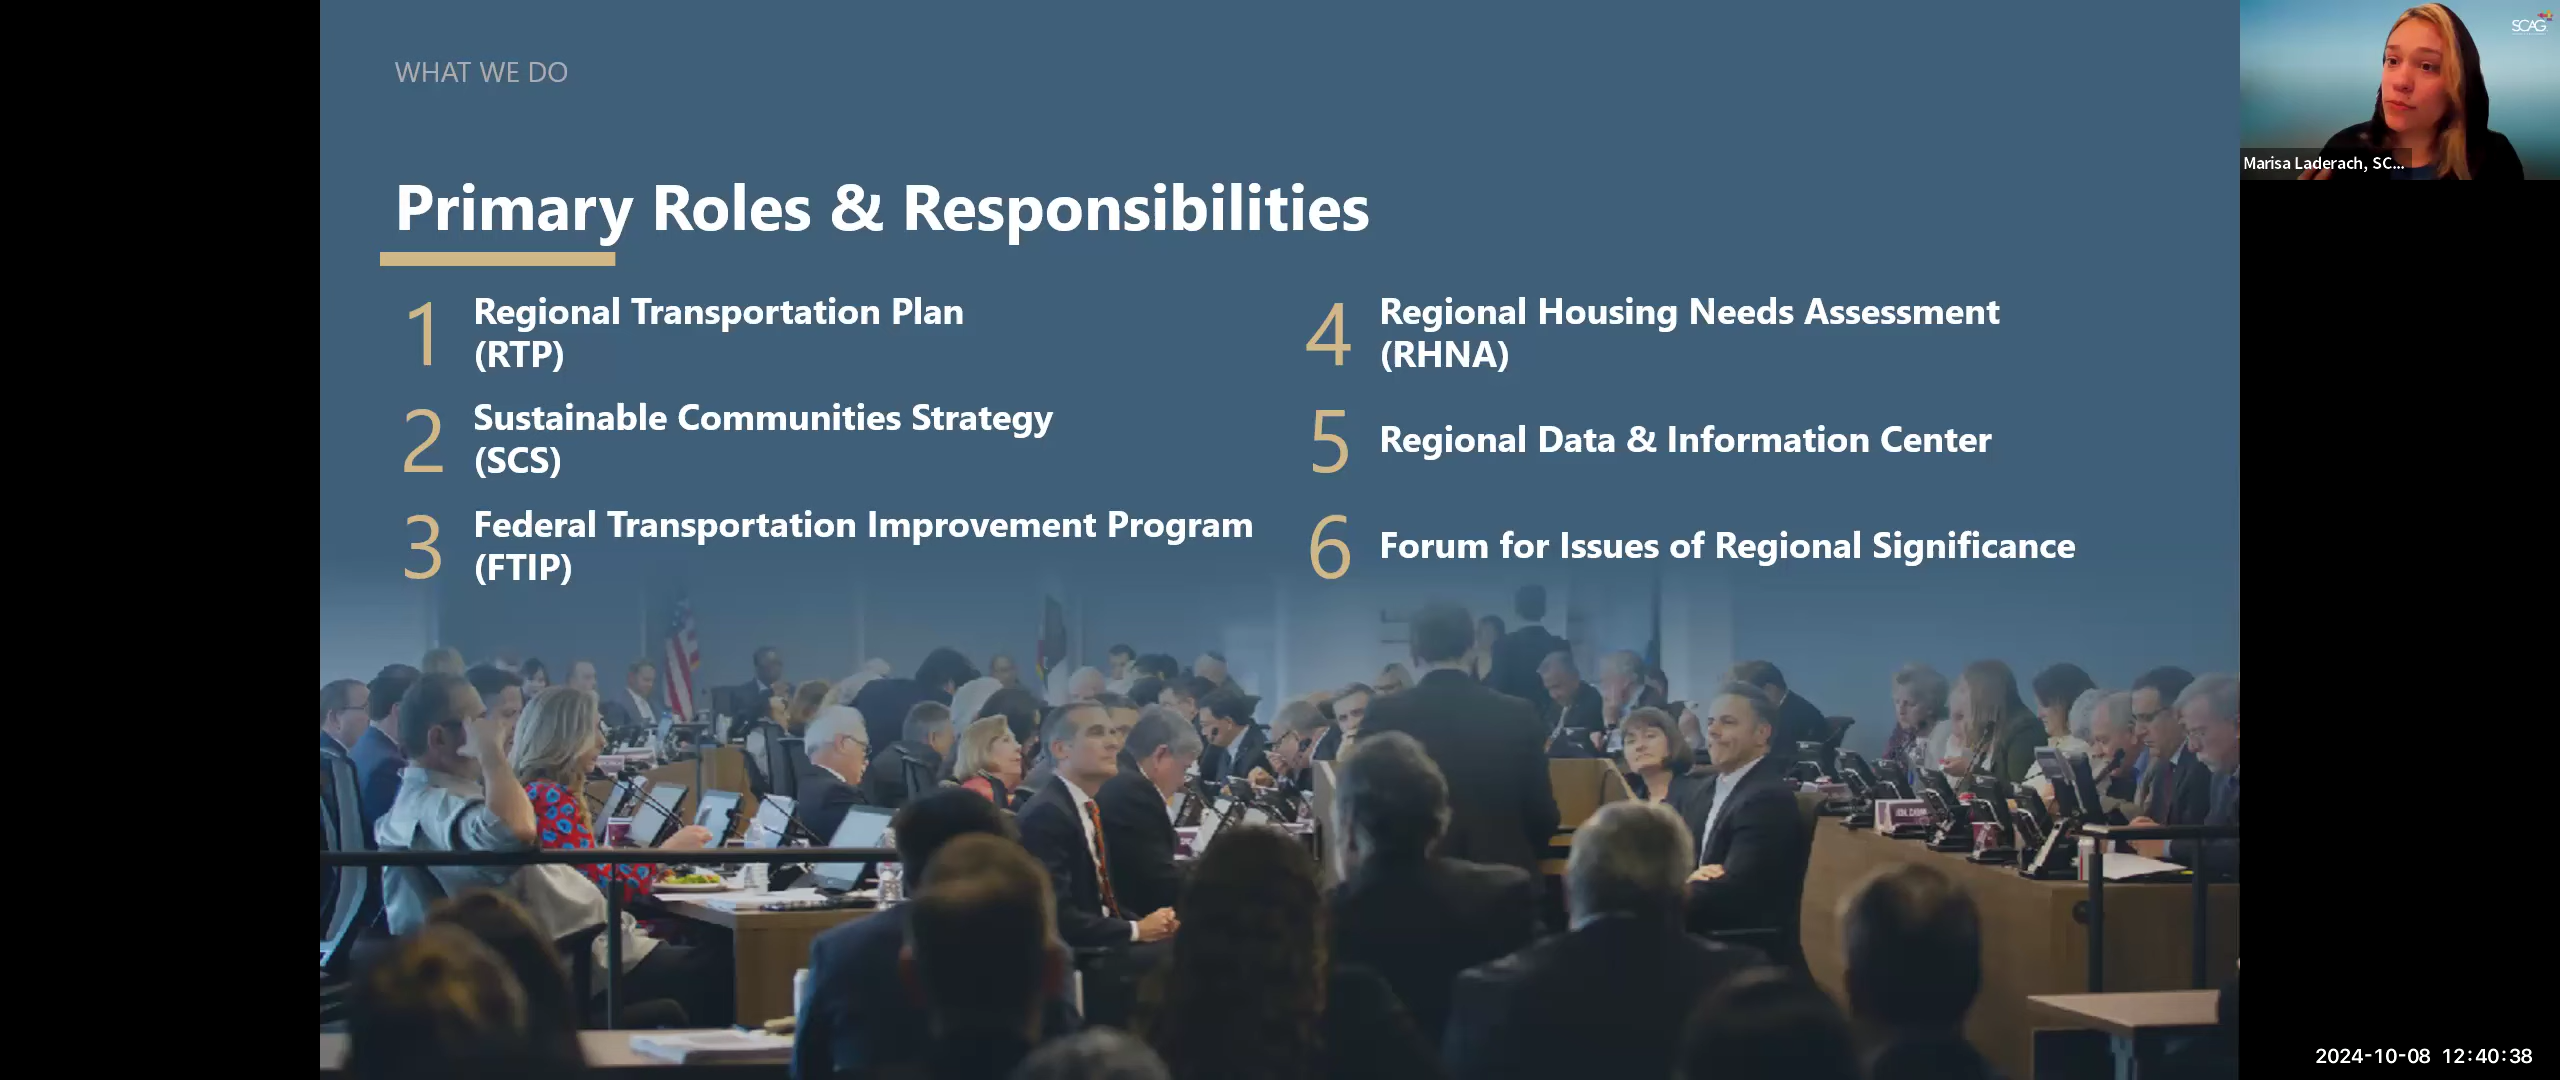 WHAT WE DO
Primary Roles & Responsibilities
1 Regional Transportation Plan
(RTP)
2 Sustainable Communities Strategy
(SCS)
3 Federal Transportation Improvement Program
(FTIP)
4 Regional Housing Needs Assessment
(RHNA)
5 Regional Data & Information Center
6 Forum for Issues of Regional Significance
SCAG
Marisa Laderach, SC...
2024-10-08 12:40:38